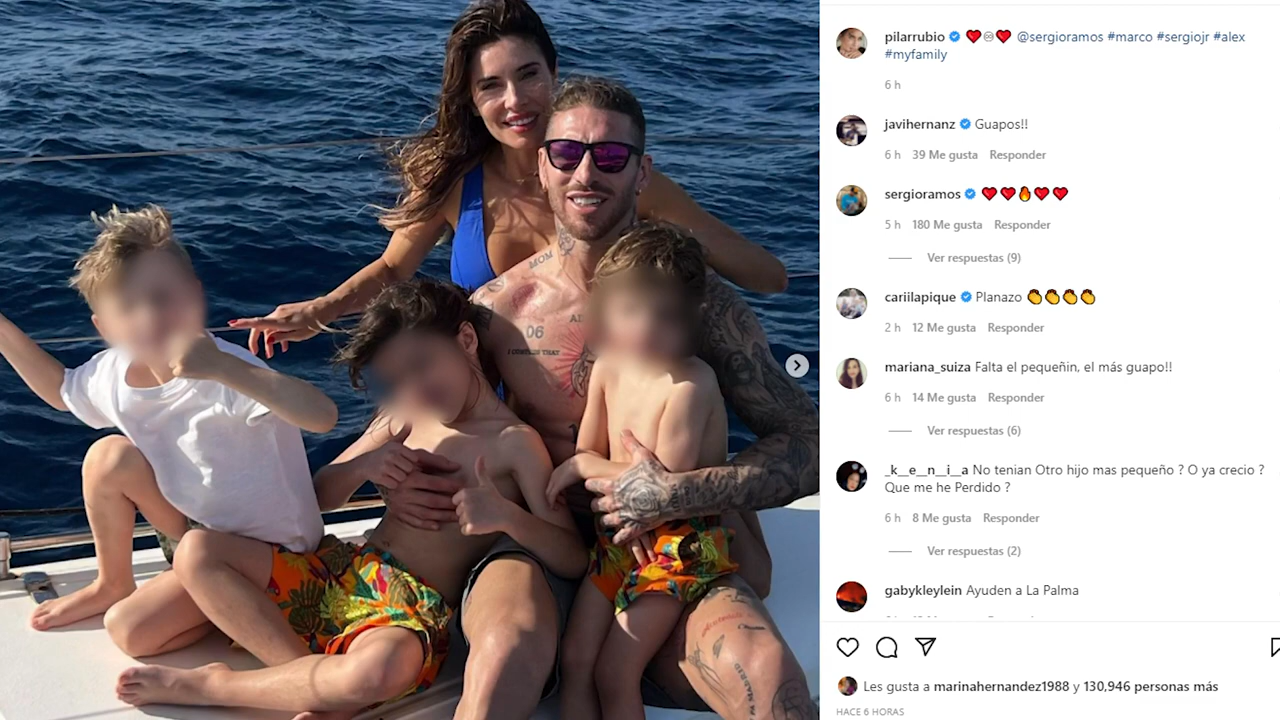 pilarrubio ❤️♾❤️ @sergioramos #marco #sergiojr #alex
#myfamily
6 h
javihernanz Guapos!!
6 h 39 Me gusta Responder
sergioramos ❤️❤️🔥❤️❤️
5 h 180 Me gusta Responder
Ver respuestas (9)
cariilapique Planazo 👏👏👏👏
2 h 12 Me gusta Responder
mariana_suiza Falta el pequeñin, el más guapo!!
6 h 14 Me gusta Responder
Ver respuestas (6)
_k__e__n__i__a No tenian Otro hijo mas pequeño ? O ya crecio ?
Que me he Perdido ?
6 h 8 Me gusta Responder
Ver respuestas (2)
gabykleylein Ayuden a La Palma
Les gusta a marinahernandez1988 y 130,946 personas más
HACE 6 HORAS
MOM
06